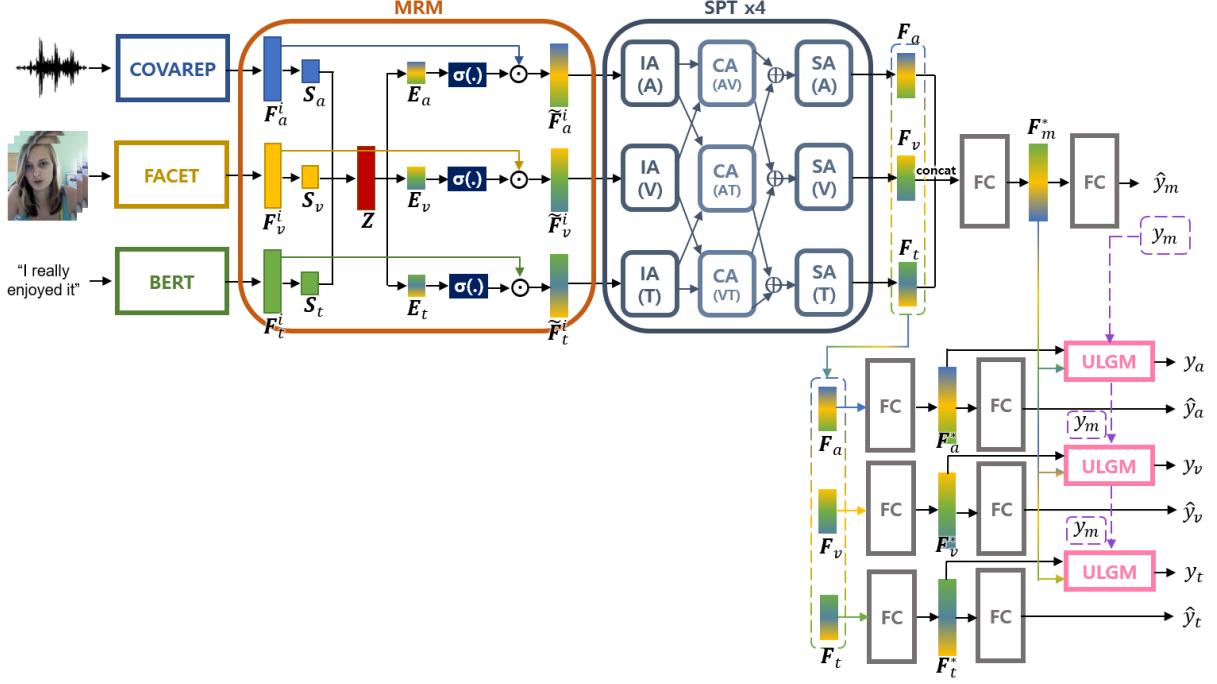 MRM
SPT x4
COVAREP
FACET
BERT
“I really
enjoyed it”
F_a^i
S_a
F_v^i
S_v
F_t^i
S_t
Z
E_a
σ(.)
F̃_a^i
E_v
σ(.)
F̃_v^i
E_t
σ(.)
F̃_t^i
IA
(A)
CA
(AV)
SA
(A)
IA
(V)
CA
(AT)
SA
(V)
IA
(T)
CA
(VT)
SA
(T)
F_a
F_v
concat
F_t
FC
F_m^*
FC
ŷ_m
y_m
F_a
FC
F_a^*
FC
ULGM
y_a
ŷ_a
y_m
F_v
FC
F_v^*
FC
ULGM
y_v
ŷ_v
y_m
F_t
FC
F_t^*
FC
ULGM
y_t
ŷ_t